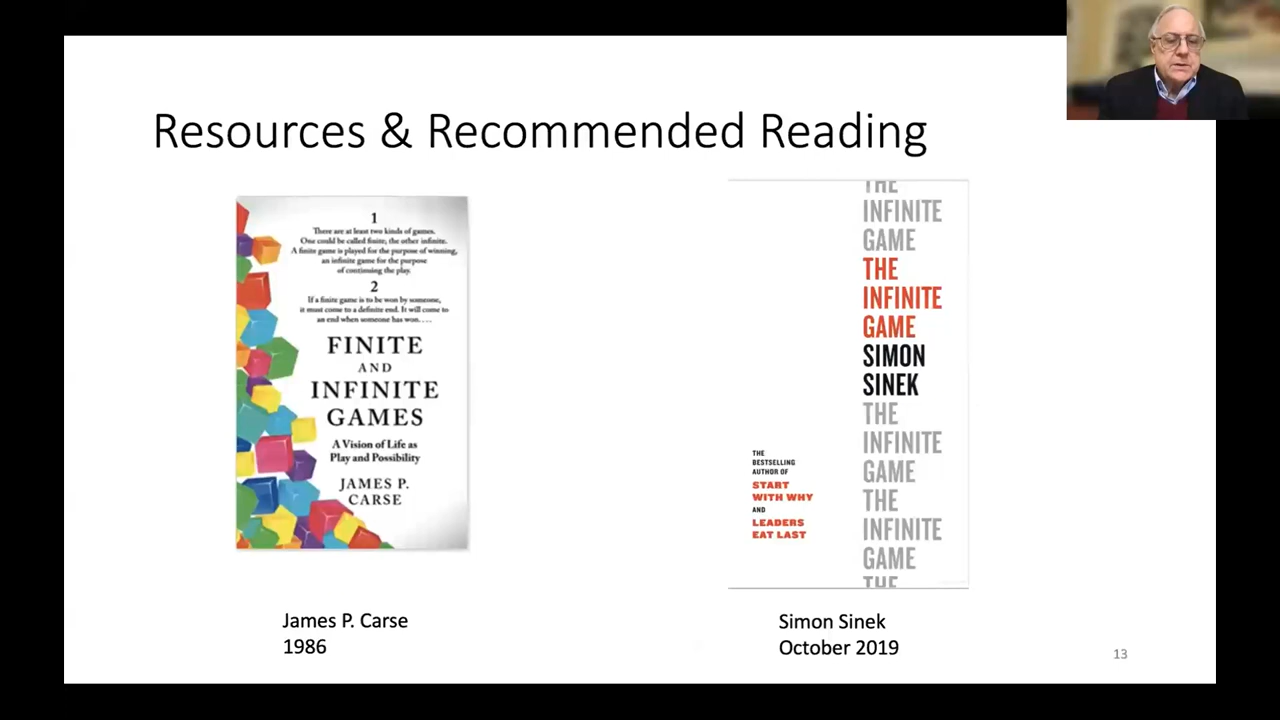 Resources & Recommended Reading
1
There are at least two kinds of games.
One could be called finite, the other infinite.
A finite game is played for the purpose of winning,
an infinite game for the purpose
of continuing the play.
2
If a finite game is to be won by someone,
it must come to a definite end. It will come to
an end when someone has won. . . .
FINITE
AND
INFINITE
GAMES
A Vision of Life as
Play and Possibility
JAMES P.
CARSE
James P. Carse
1986
THE
INFINITE
GAME
THE
INFINITE
GAME
SIMON
SINEK
THE
INFINITE
GAME
THE
INFINITE
GAME
THE
THE
BESTSELLING
AUTHOR OF
START
WITH WHY
AND
LEADERS
EAT LAST
Simon Sinek
October 2019
13